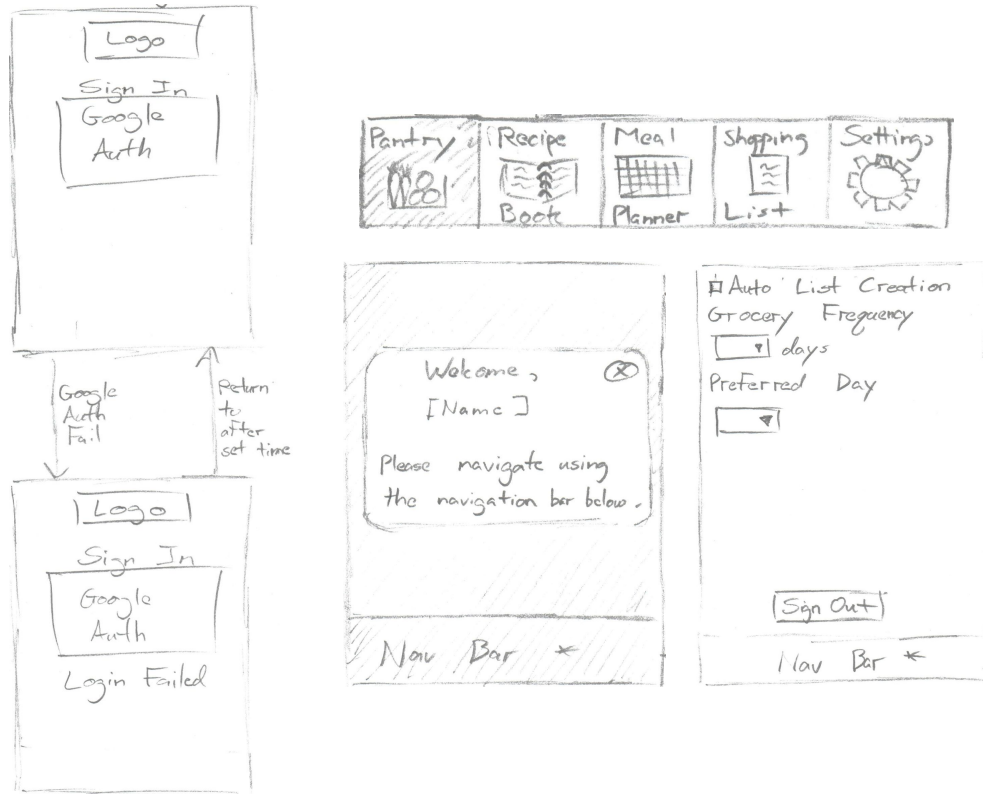 Logo
Sign In
Google
Auth
Google
Auth
Fail
Return
to
after
set time
Logo
Sign In
Google
Auth
Login Failed
Pantry
Recipe
Book
Meal
Planner
Shopping
List
Settings
Welcome,
[Name]
Please navigate using
the navigation bar below.
Nav Bar *
Auto List Creation
Grocery Frequency
days
Preferred Day
Sign Out
Nav Bar *